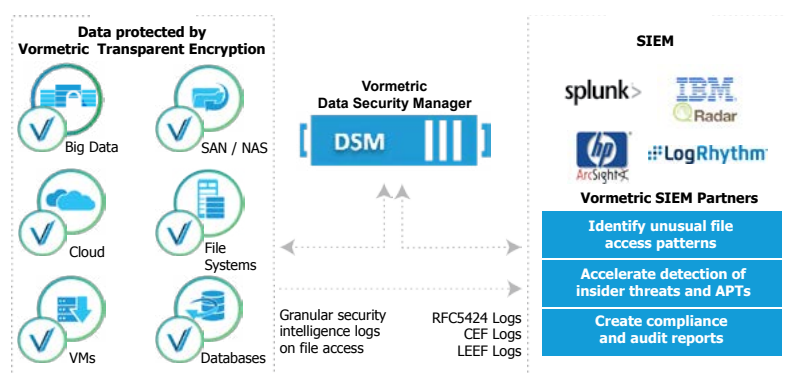 Data protected by
Vormetric Transparent Encryption
Big Data
SAN / NAS
Cloud
File
Systems
VMs
Databases
Vormetric
Data Security Manager
DSM
Granular security
intelligence logs
on file access
RFC5424 Logs
CEF Logs
LEEF Logs
SIEM
splunk>
IBM
QRadar
hp
ArcSight
LogRhythm
Vormetric SIEM Partners
Identify unusual file
access patterns
Accelerate detection of
insider threats and APTs
Create compliance
and audit reports